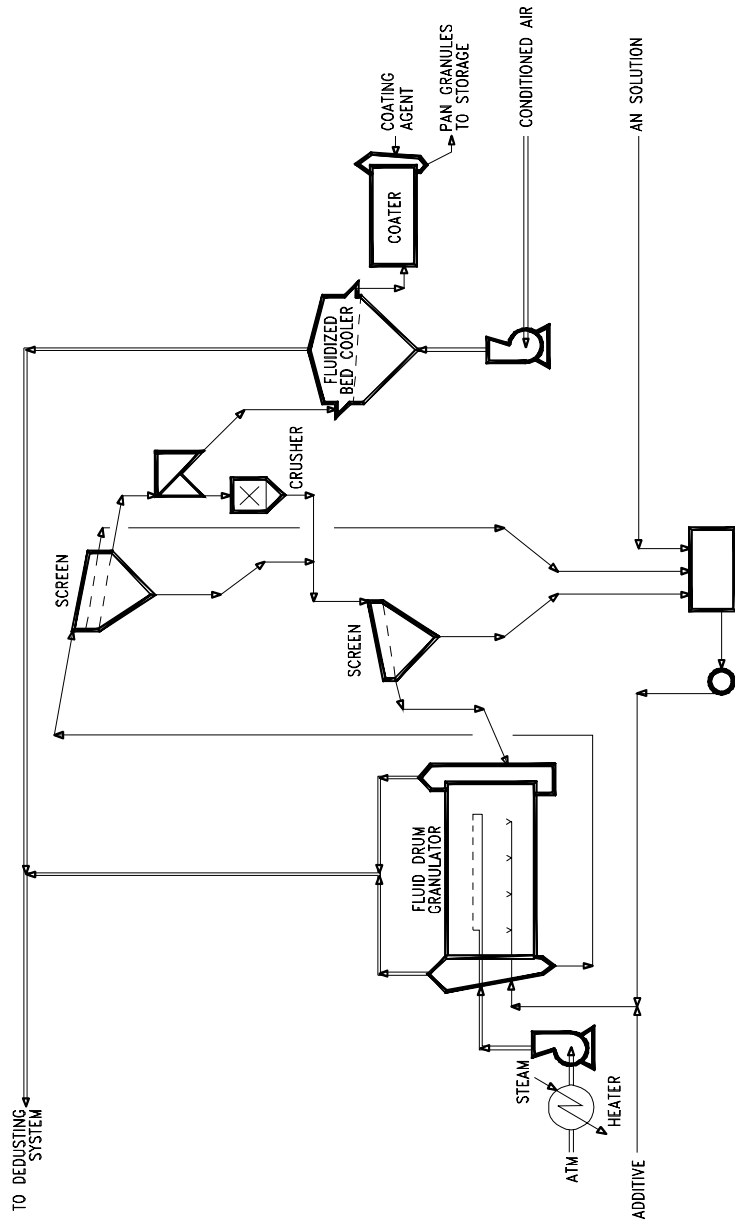 TO DEDUSTING
SYSTEM
SCREEN
CRUSHER
SCREEN
FLUIDIZED
BED COOLER
COATER
COATING
AGENT
PAN GRANULES
TO STORAGE
CONDITIONED AIR
AN SOLUTION
FLUID DRUM
GRANULATOR
STEAM
HEATER
ATM
ADDITIVE